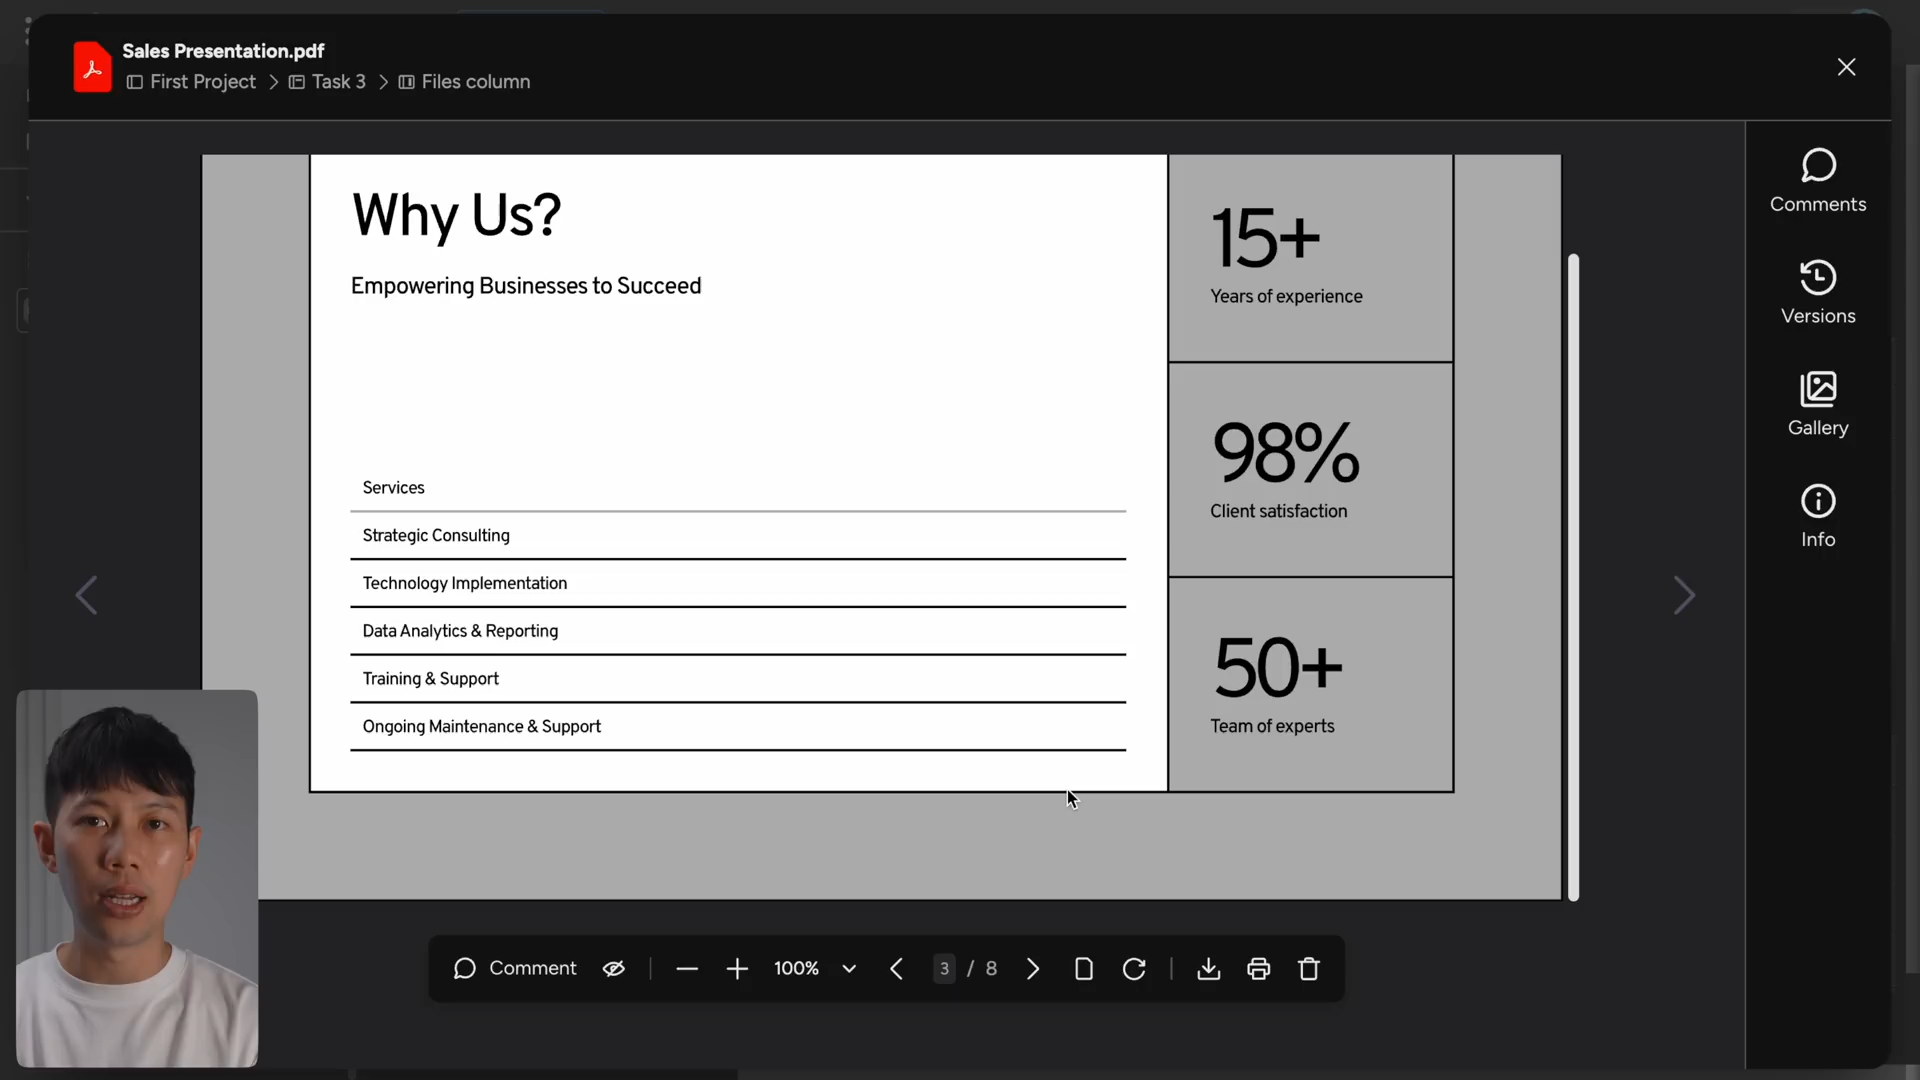 Sales Presentation.pdf
First Project > Task 3 > Files column
Why Us?
Empowering Businesses to Succeed
Services
Strategic Consulting
Technology Implementation
Data Analytics & Reporting
Training & Support
Ongoing Maintenance & Support
15+
Years of experience
98%
Client satisfaction
50+
Team of experts
Comments
Versions
Gallery
Info
Comment
100%
3 / 8